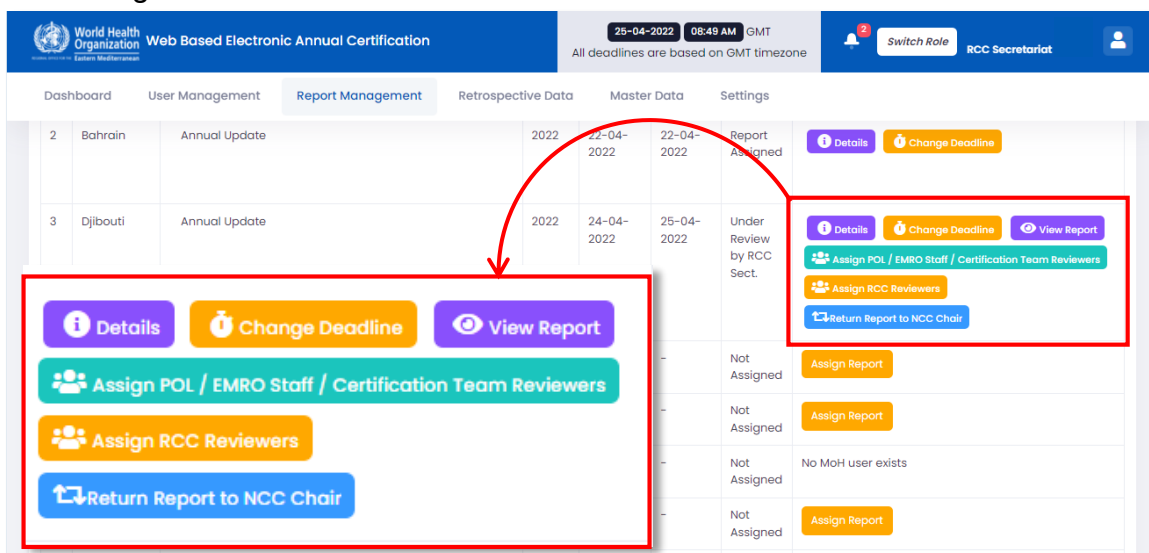 World Health
Organization
Eastern Mediterranean
Web Based Electronic Annual Certification
25-04-2022 08:49 AM GMT
All deadlines are based on GMT timezone
2
Switch Role
RCC Secretariat
Dashboard User Management Report Management Retrospective Data Master Data Settings
2 Bahrain Annual Update 2022 22-04- 22-04- Report
2022 2022 Assigned
Details Change Deadline
3 Djibouti Annual Update 2022 24-04- 25-04- Under
2022 2022 Review
by RCC
Sect.
Details Change Deadline View Report
Assign POL / EMRO Staff / Certification Team Reviewers
Assign RCC Reviewers
Return Report to NCC Chair
Details Change Deadline View Report
Assign POL / EMRO Staff / Certification Team Reviewers
Assign RCC Reviewers
Return Report to NCC Chair
- Not
Assigned
Assign Report
- Not
Assigned
Assign Report
- Not
Assigned
No MoH user exists
- Not
Assigned
Assign Report